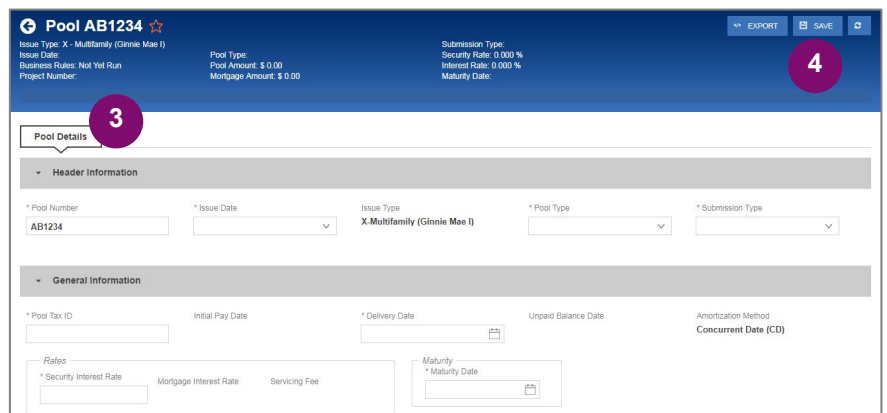 Pool AB1234
</> EXPORT
SAVE
Issue Type: X - Multifamily (Ginnie Mae I)
Submission Type:
Issue Date:
Pool Type:
Security Rate: 0.000 %
Business Rules: Not Yet Run
Pool Amount: $ 0.00
Interest Rate: 0.000 %
Project Number:
Mortgage Amount: $ 0.00
Maturity Date:
4
3
Pool Details
Header Information
* Pool Number
* Issue Date
Issue Type
* Pool Type
* Submission Type
AB1234
X-Multifamily (Ginnie Mae I)
General Information
* Pool Tax ID
Initial Pay Date
* Delivery Date
Unpaid Balance Date
Amortization Method
Concurrent Date (CD)
Rates
Maturity
* Security Interest Rate
Mortgage Interest Rate
Servicing Fee
* Maturity Date